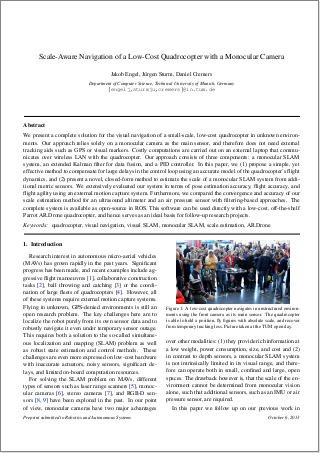 Scale-Aware Navigation of a Low-Cost Quadrocopter with a Monocular Camera
Jakob Engel, Jürgen Sturm, Daniel Cremers
Department of Computer Science, Technical University of Munich, Germany
{engelj,sturmju,cremers}@in.tum.de
Abstract
We present a complete solution for the visual navigation of a small-scale, low-cost quadrocopter in unknown environ-
ments. Our approach relies solely on a monocular camera as the main sensor, and therefore does not need external
tracking aids such as GPS or visual markers. Costly computations are carried out on an external laptop that commu-
nicates over wireless LAN with the quadrocopter. Our approach consists of three components: a monocular SLAM
system, an extended Kalman filter for data fusion, and a PID controller. In this paper, we (1) propose a simple, yet
effective method to compensate for large delays in the control loop using an accurate model of the quadrocopter's flight
dynamics, and (2) present a novel, closed-form method to estimate the scale of a monocular SLAM system from addi-
tional metric sensors. We extensively evaluated our system in terms of pose estimation accuracy, flight accuracy, and
flight agility using an external motion capture system. Furthermore, we compared the convergence and accuracy of our
scale estimation method for an ultrasound altimeter and an air pressure sensor with filtering-based approaches. The
complete system is available as open-source in ROS. This software can be used directly with a low-cost, off-the-shelf
Parrot AR.Drone quadrocopter, and hence serves as an ideal basis for follow-up research projects.
Keywords: quadrocopter, visual navigation, visual SLAM, monocular SLAM, scale estimation, AR.Drone
1. Introduction
Research interest in autonomous micro-aerial vehicles
(MAVs) has grown rapidly in the past years. Significant
progress has been made, and recent examples include ag-
gressive flight maneuvers [1], collaborative construction
tasks [2], ball throwing and catching [3] or the coordi-
nation of large fleets of quadrocopters [4]. However, all
of these systems require external motion capture systems.
Flying in unknown, GPS-denied environments is still an
open research problem. The key challenges here are to
localize the robot purely from its own sensor data and to
robustly navigate it even under temporary sensor outage.
This requires both a solution to the so-called simultane-
ous localization and mapping (SLAM) problem as well
as robust state estimation and control methods. These
challenges are even more expressed on low-cost hardware
with inaccurate actuators, noisy sensors, significant de-
lays, and limited on-board computation resources.
For solving the SLAM problem on MAVs, different
types of sensors such as laser range scanners [5], monoc-
ular cameras [6], stereo cameras [7], and RGB-D sen-
sors [8, 9] have been explored in the past. In our point
of view, monocular cameras have two major advantages
Figure 1: A low-cost quadrocopter navigates in unstructured environ-
ments using the front camera as its main sensor. The quadrocopter
is able to hold a position, fly figures with absolute scale, and recover
from temporary tracking loss. Picture taken at the TUM open day.
over other modalities: (1) they provide rich information at
a low weight, power consumption, size, and cost and (2)
in contrast to depth sensors, a monocular SLAM system
is not intrinsically limited in its visual range, and there-
fore can operate both in small, confined and large, open
spaces. The drawback however is, that the scale of the en-
vironment cannot be determined from monocular vision
alone, such that additional sensors, such as an IMU or air
pressure sensor, are required.
In this paper we follow up on our previous work in
Preprint submitted to Robotics and Autonomous Systems
October 6, 2013